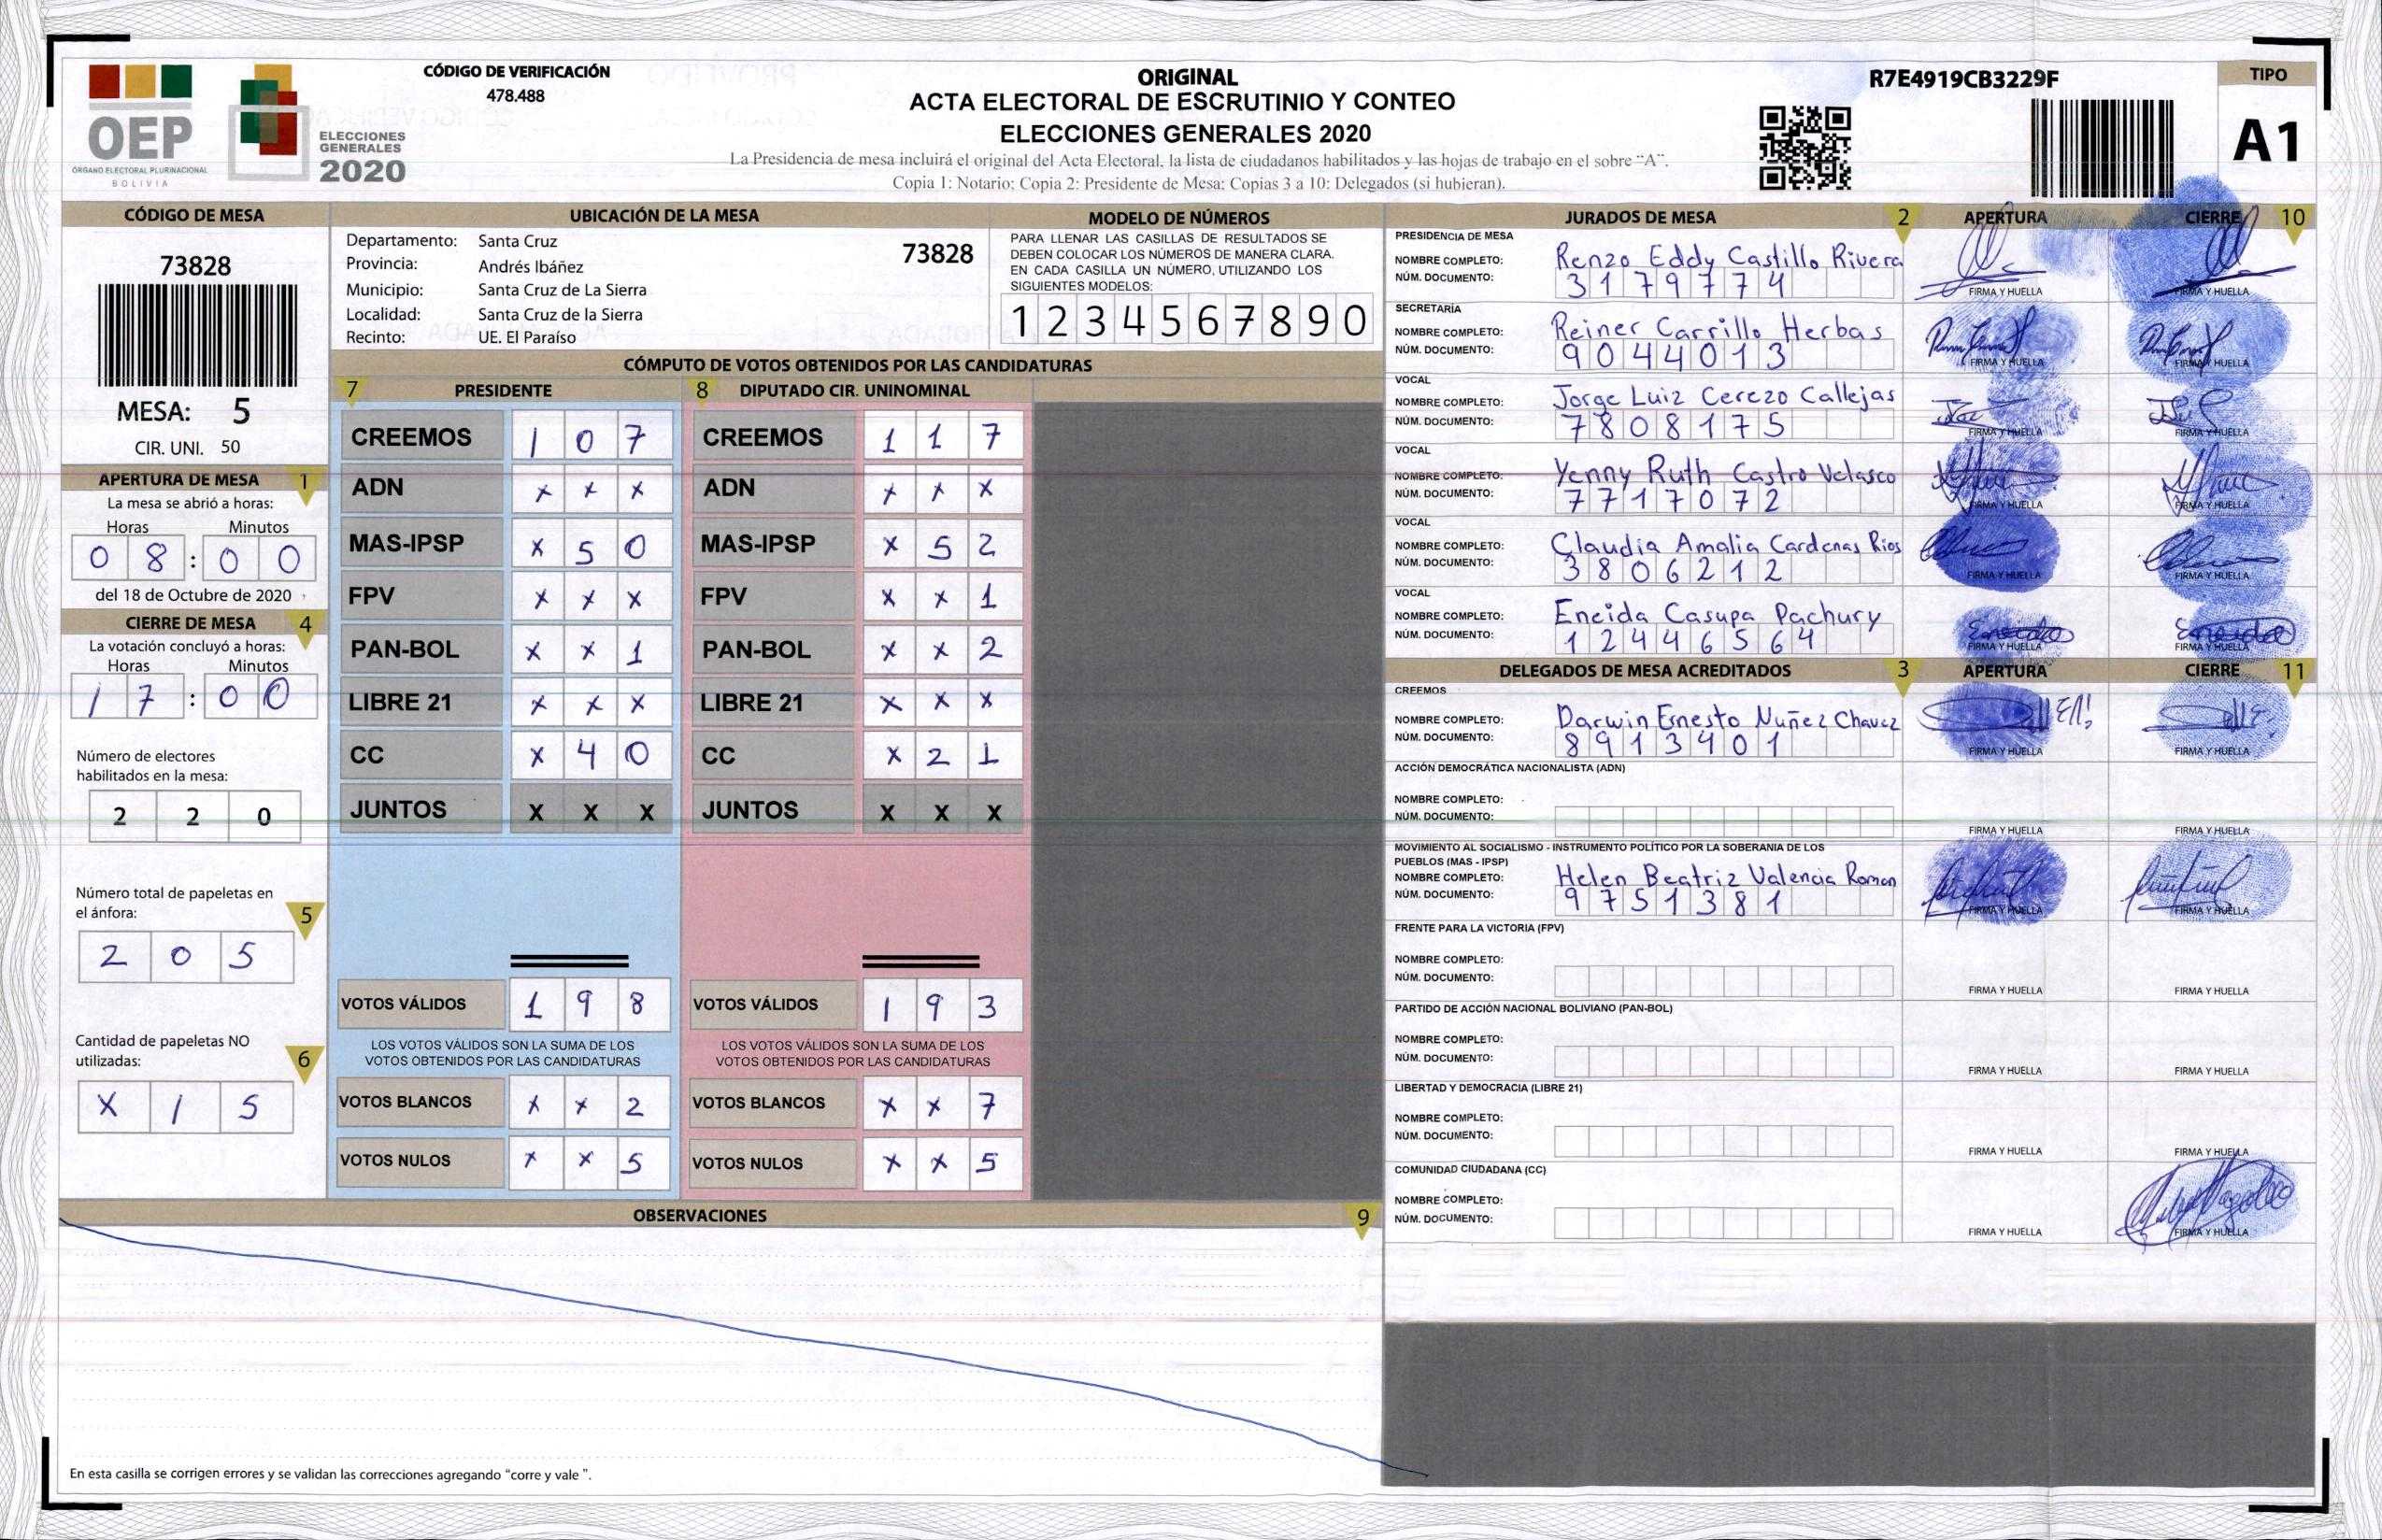 OEP
ÓRGANO ELECTORAL PLURINACIONAL
BOLIVIA
ELECCIONES
GENERALES
2020
CÓDIGO DE VERIFICACIÓN
478.488
ORIGINAL
ACTA ELECTORAL DE ESCRUTINIO Y CONTEO
ELECCIONES GENERALES 2020
La Presidencia de mesa incluirá el original del Acta Electoral, la lista de ciudadanos habilitados y las hojas de trabajo en el sobre “A”.
Copia 1: Notario; Copia 2: Presidente de Mesa; Copias 3 a 10: Delegados (si hubieran).
R7E4919CB3229F
TIPO
A1
CÓDIGO DE MESA
73828
MESA: 5
CIR. UNI. 50
APERTURA DE MESA 1
La mesa se abrió a horas:
Horas Minutos
0 8 : 0 0
del 18 de Octubre de 2020
CIERRE DE MESA 4
La votación concluyó a horas:
Horas Minutos
1 7 : 0 0
Número de electores
habilitados en la mesa:
2 2 0
Número total de papeletas en
el ánfora: 5
2 0 5
Cantidad de papeletas NO
utilizadas: 6
X 1 5
UBICACIÓN DE LA MESA
Departamento: Santa Cruz 73828
Provincia: Andrés Ibáñez
Municipio: Santa Cruz de La Sierra
Localidad: Santa Cruz de la Sierra
Recinto: UE. El Paraíso
MODELO DE NÚMEROS
PARA LLENAR LAS CASILLAS DE RESULTADOS SE
DEBEN COLOCAR LOS NÚMEROS DE MANERA CLARA.
EN CADA CASILLA UN NÚMERO, UTILIZANDO LOS
SIGUIENTES MODELOS:
1 2 3 4 5 6 7 8 9 0
CÓMPUTO DE VOTOS OBTENIDOS POR LAS CANDIDATURAS
7 PRESIDENTE
CREEMOS 1 0 7
ADN X X X
MAS-IPSP X 5 0
FPV X X X
PAN-BOL X X 1
LIBRE 21 X X X
CC X 4 0
JUNTOS X X X
VOTOS VÁLIDOS 1 9 8
LOS VOTOS VÁLIDOS SON LA SUMA DE LOS
VOTOS OBTENIDOS POR LAS CANDIDATURAS
VOTOS BLANCOS X X 2
VOTOS NULOS X X 5
8 DIPUTADO CIR. UNINOMINAL
CREEMOS 1 1 7
ADN X X X
MAS-IPSP X 5 2
FPV X X 1
PAN-BOL X X 2
LIBRE 21 X X X
CC X 2 1
JUNTOS X X X
VOTOS VÁLIDOS 1 9 3
LOS VOTOS VÁLIDOS SON LA SUMA DE LOS
VOTOS OBTENIDOS POR LAS CANDIDATURAS
VOTOS BLANCOS X X 7
VOTOS NULOS X X 5
OBSERVACIONES 9
En esta casilla se corrigen errores y se validan las correcciones agregando “corre y vale ”.
JURADOS DE MESA 2 APERTURA CIERRE 10
PRESIDENCIA DE MESA
NOMBRE COMPLETO: Renzo Eddy Castillo Rivera
NÚM. DOCUMENTO: 3179774
FIRMA Y HUELLA FIRMA Y HUELLA
SECRETARÍA
NOMBRE COMPLETO: Reiner Carrillo Herbas
NÚM. DOCUMENTO: 9044013
FIRMA Y HUELLA FIRMA Y HUELLA
VOCAL
NOMBRE COMPLETO: Jorge Luiz Cerezo Callejas
NÚM. DOCUMENTO: 7808175
FIRMA Y HUELLA FIRMA Y HUELLA
VOCAL
NOMBRE COMPLETO: Yenny Ruth Castro Velasco
NÚM. DOCUMENTO: 7717072
FIRMA Y HUELLA FIRMA Y HUELLA
VOCAL
NOMBRE COMPLETO: Claudia Amalia Cardenas Rios
NÚM. DOCUMENTO: 3806212
FIRMA Y HUELLA FIRMA Y HUELLA
VOCAL
NOMBRE COMPLETO: Eneida Casupa Pachury
NÚM. DOCUMENTO: 12446564
FIRMA Y HUELLA FIRMA Y HUELLA
DELEGADOS DE MESA ACREDITADOS 3 APERTURA CIERRE 11
CREEMOS
NOMBRE COMPLETO: Darwin Ernesto Nuñez Chavez
NÚM. DOCUMENTO: 8913401
FIRMA Y HUELLA FIRMA Y HUELLA
ACCIÓN DEMOCRÁTICA NACIONALISTA (ADN)
NOMBRE COMPLETO:
NÚM. DOCUMENTO:
FIRMA Y HUELLA FIRMA Y HUELLA
MOVIMIENTO AL SOCIALISMO - INSTRUMENTO POLÍTICO POR LA SOBERANIA DE LOS
PUEBLOS (MAS - IPSP)
NOMBRE COMPLETO: Helen Beatriz Valencia Roman
NÚM. DOCUMENTO: 9751381
FIRMA Y HUELLA FIRMA Y HUELLA
FRENTE PARA LA VICTORIA (FPV)
NOMBRE COMPLETO:
NÚM. DOCUMENTO:
FIRMA Y HUELLA FIRMA Y HUELLA
PARTIDO DE ACCIÓN NACIONAL BOLIVIANO (PAN-BOL)
NOMBRE COMPLETO:
NÚM. DOCUMENTO:
FIRMA Y HUELLA FIRMA Y HUELLA
LIBERTAD Y DEMOCRACIA (LIBRE 21)
NOMBRE COMPLETO:
NÚM. DOCUMENTO:
FIRMA Y HUELLA FIRMA Y HUELLA
COMUNIDAD CIUDADANA (CC)
NOMBRE COMPLETO:
NÚM. DOCUMENTO:
FIRMA Y HUELLA FIRMA Y HUELLA